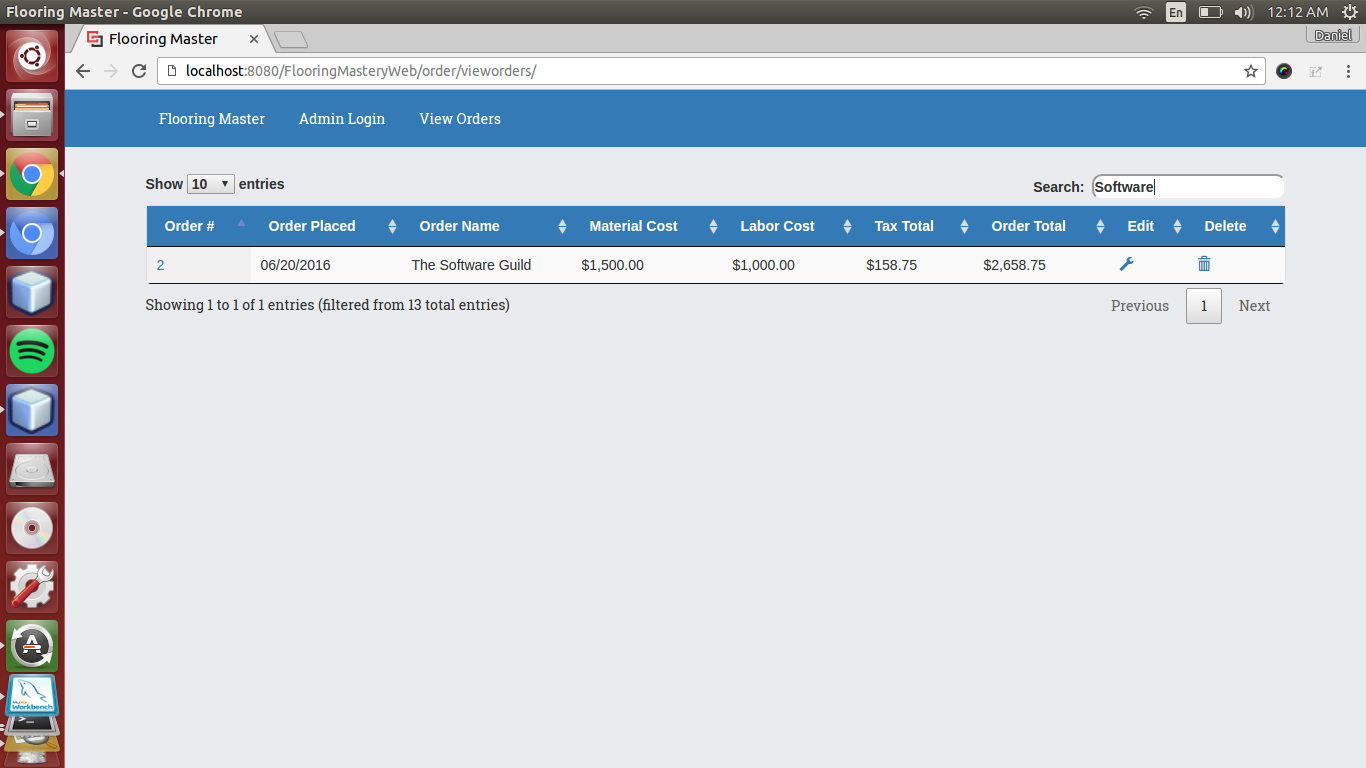 Flooring Master - Google Chrome
En
12:12 AM
Flooring Master
Daniel
localhost:8080/FlooringMasteryWeb/order/vieworders/
Flooring Master Admin Login View Orders
Show 10 entries
Search: Software
Order # Order Placed Order Name Material Cost Labor Cost Tax Total Order Total Edit Delete
2 06/20/2016 The Software Guild $1,500.00 $1,000.00 $158.75 $2,658.75
Showing 1 to 1 of 1 entries (filtered from 13 total entries)
Previous 1 Next
Workbench